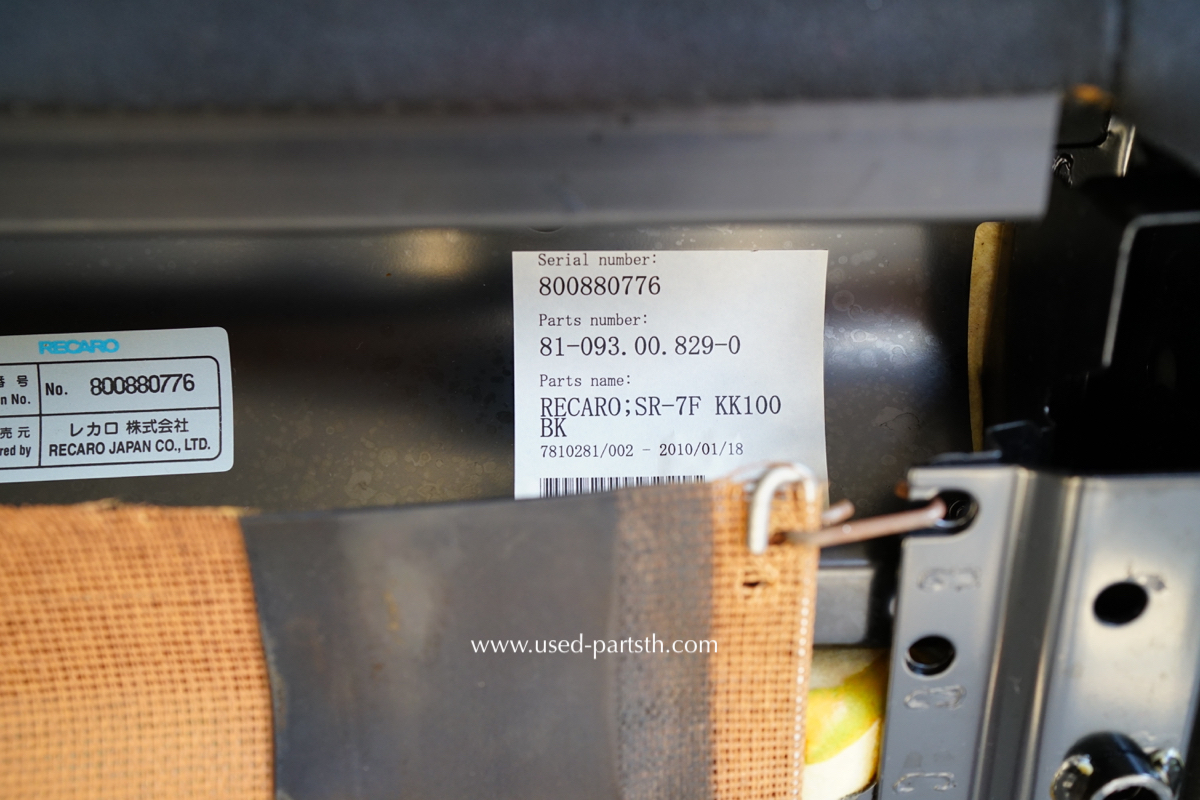 Serial number:
800880776
Parts number:
81-093.00.829-0
Parts name:
RECARO;SR-7F KK100
BK
7810281/002 - 2010/01/18
RECARO
番 号
n No.
No. 800880776
売 元
red by
レカロ 株式会社
RECARO JAPAN CO., LTD.
www.used-partsth.com